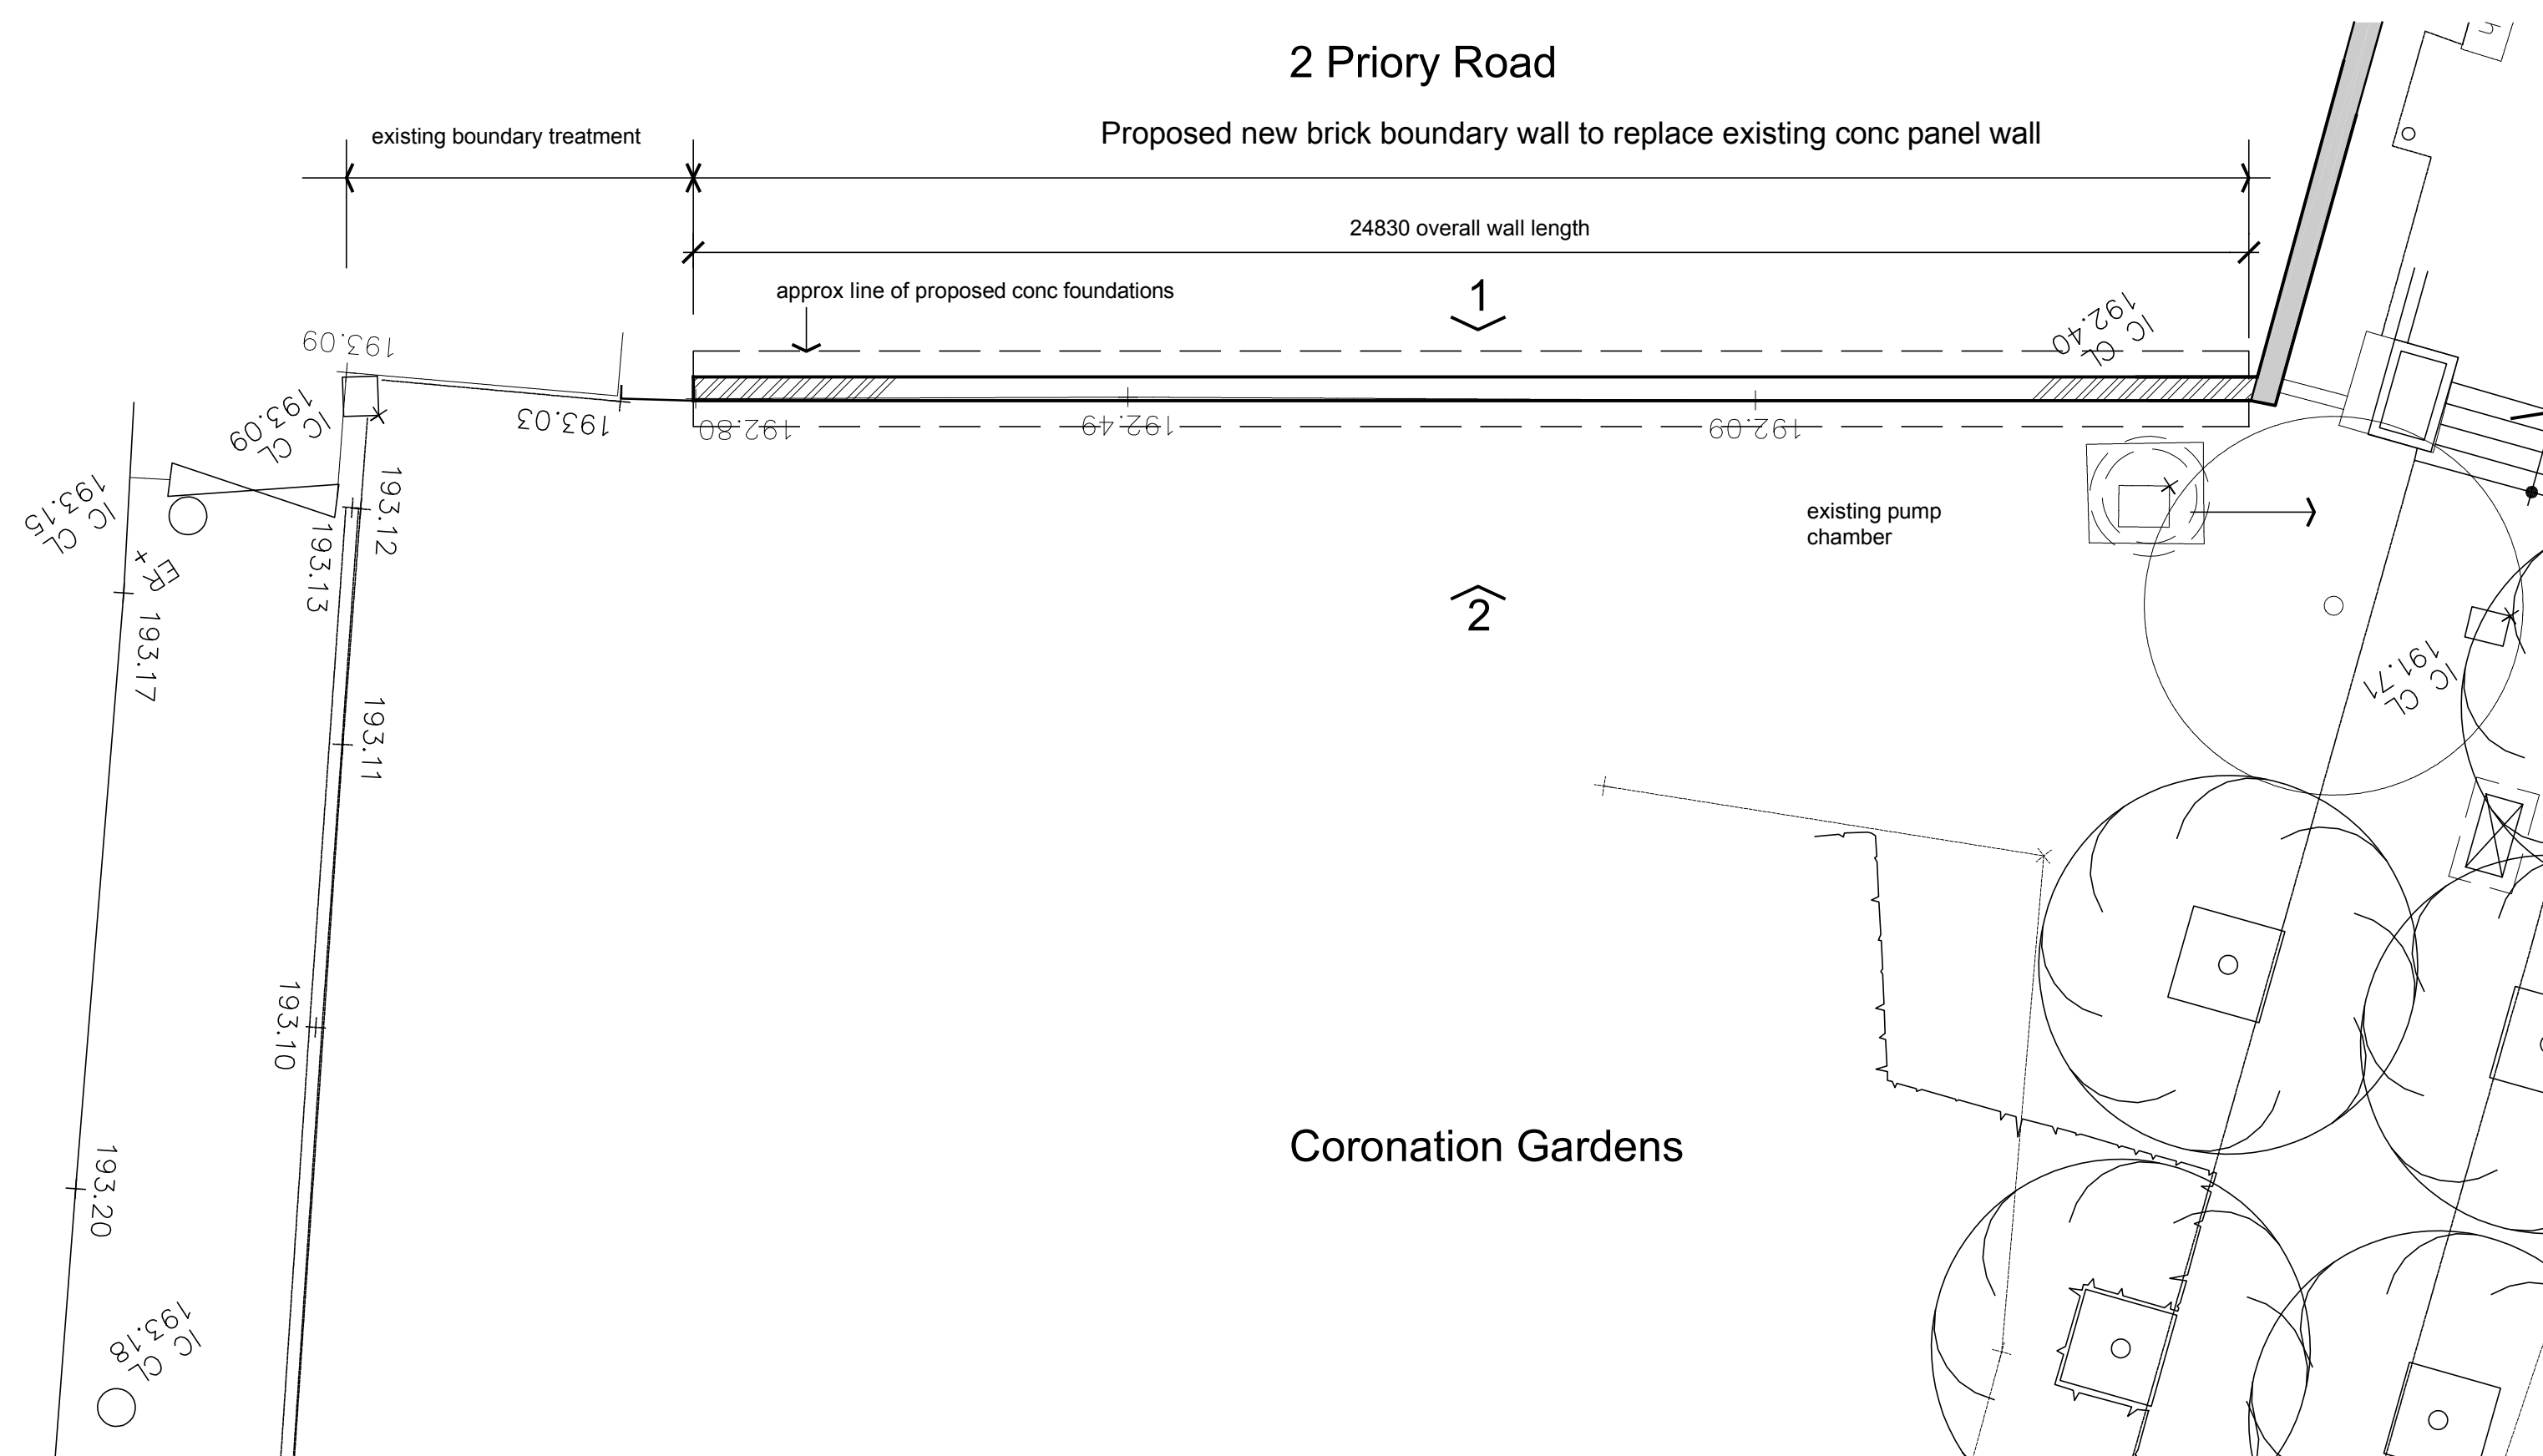 2 Priory Road
existing boundary treatment
Proposed new brick boundary wall to replace existing conc panel wall
24830 overall wall length
approx line of proposed conc foundations
1
IC CL
192.40
193.09
IC CL
193.09
193.03
192.80
192.49
192.09
IC CL
193.15
ER
193.12
193.13
existing pump
chamber
2
193.17
IC CL
191.71
193.11
193.10
Coronation Gardens
193.20
IC CL
193.18